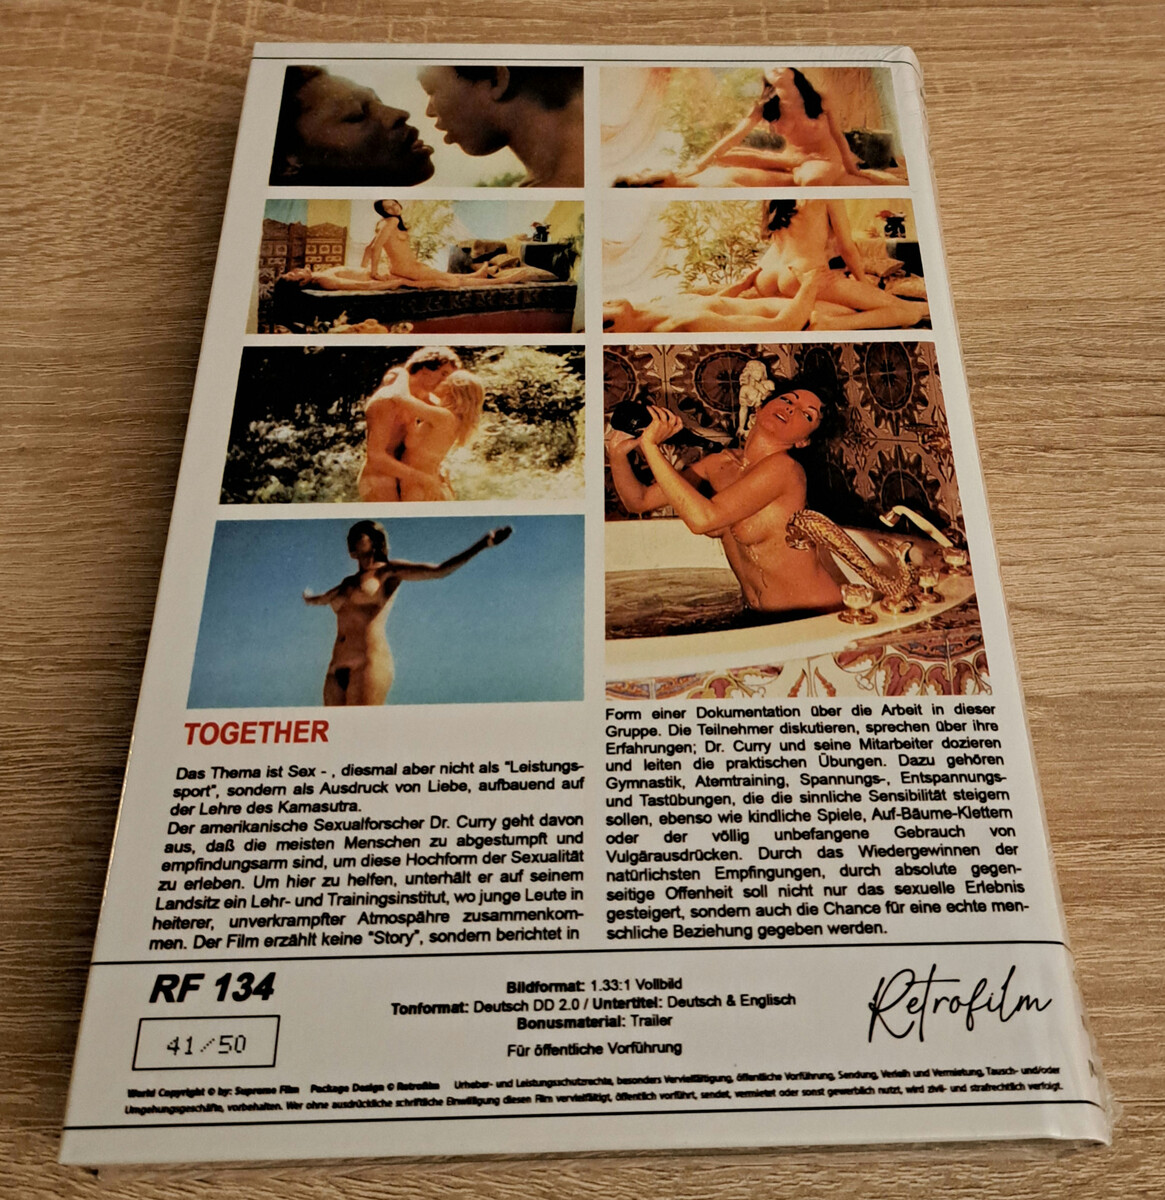 TOGETHER
Das Thema ist Sex - , diesmal aber nicht als "Leistungs-
sport", sondern als Ausdruck von Liebe, aufbauend auf
der Lehre des Kamasutra.
Der amerikanische Sexualforscher Dr. Curry geht davon
aus, daß die meisten Menschen zu abgestumpft und
empfindungsarm sind, um diese Hochform der Sexualität
zu erleben. Um hier zu helfen, unterhält er auf seinem
Landsitz ein Lehr- und Trainingsinstitut, wo junge Leute in
heiterer, unverkrampfter Atmospähre zusammenkom-
men. Der Film erzählt keine "Story", sondern berichtet in
Form einer Dokumentation über die Arbeit in dieser
Gruppe. Die Teilnehmer diskutieren, sprechen über ihre
Erfahrungen; Dr. Curry und seine Mitarbeiter dozieren
und leiten die praktischen Übungen. Dazu gehören
Gymnastik, Atemtraining, Spannungs-, Entspannungs-
und Tastübungen, die die sinnliche Sensibilität steigern
sollen, ebenso wie kindliche Spiele, Auf-Bäume-Klettern
oder der völlig unbefangene Gebrauch von
Vulgärausdrücken. Durch das Wiedergewinnen der
natürlichsten Empfingungen, durch absolute gegen-
seitige Offenheit soll nicht nur das sexuelle Erlebnis
gesteigert, sondern auch die Chance für eine echte men-
schliche Beziehung gegeben werden.
RF 134
41/50
Bildformat: 1.33:1 Vollbild
Tonformat: Deutsch DD 2.0 / Untertitel: Deutsch & Englisch
Bonusmaterial: Trailer
Für öffentliche Vorführung
Retrofilm
World Copyright © by: Supreme Film Package Design © Retrofilm Urheber- und Leistungsschutzrechte, besonders Vervielfältigung, öffentliche Vorführung, Sendung, Verleih und Vermietung, Tausch- und/oder
Umgehungsgeschäfte, vorbehalten. Wer ohne ausdrückliche schriftliche Einwilligung diesen Film vervielfältigt, öffentlich vorführt, sendet, vermietet oder sonst gewerblich nutzt, wird zivil- und strafrechtlich verfolgt.